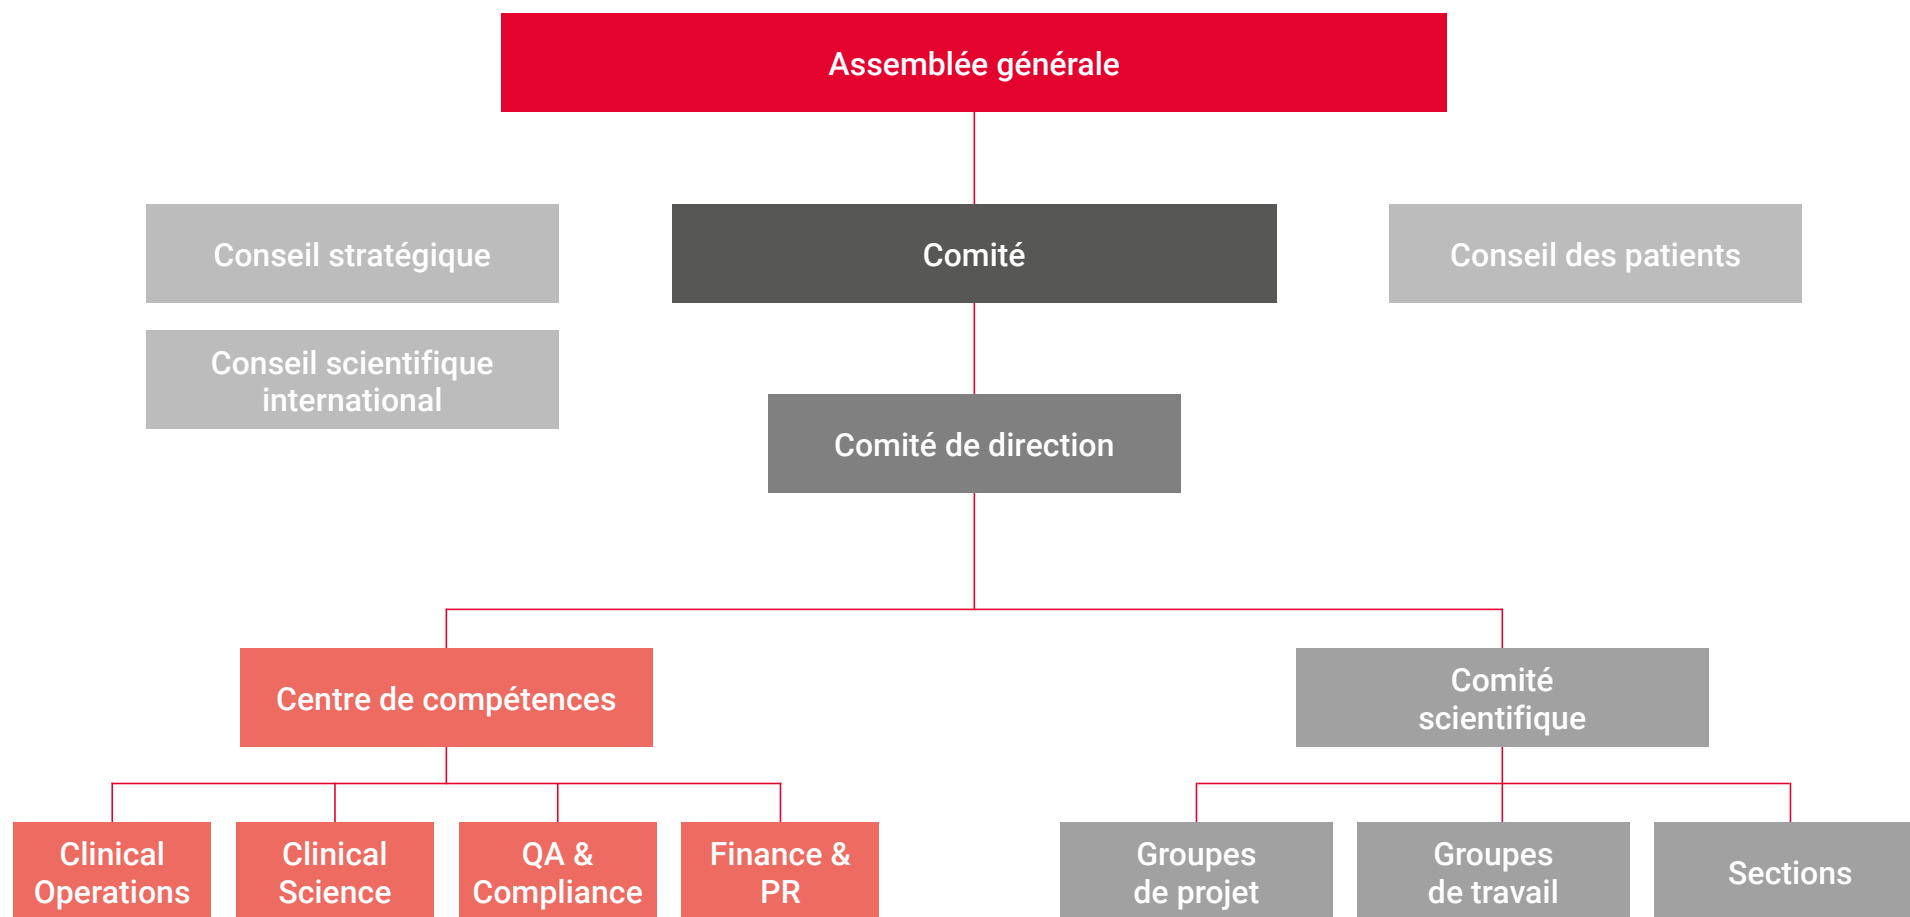 Assemblée générale
Conseil stratégique
Comité
Conseil des patients
Conseil scientifique
international
Comité de direction
Centre de compétences
Comité
scientifique
Clinical
Operations
Clinical
Science
QA &
Compliance
Finance &
PR
Groupes
de projet
Groupes
de travail
Sections